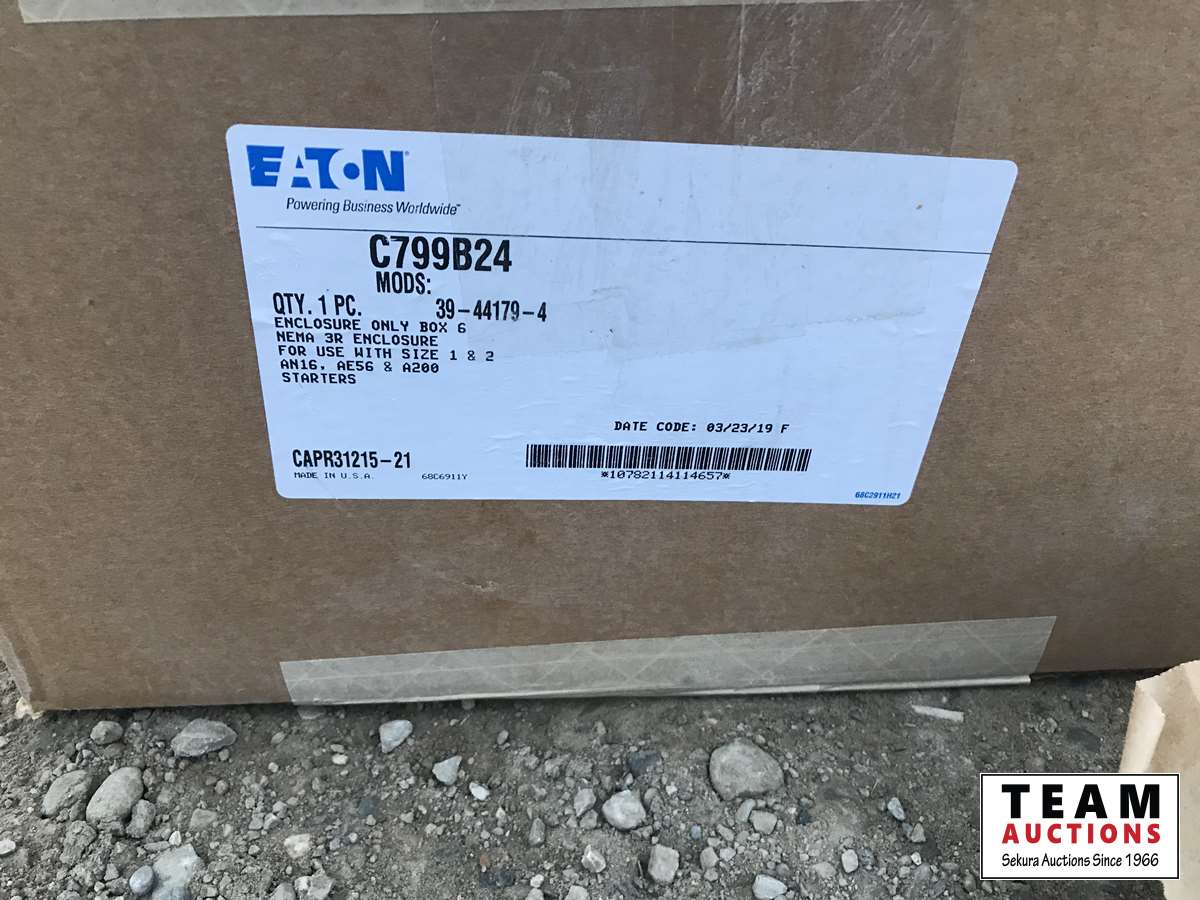 EATON®
Powering Business Worldwide™
C799B24
MODS:
QTY. 1 PC. 39-44179-4
ENCLOSURE ONLY BOX 6
NEMA 3R ENCLOSURE
FOR USE WITH SIZE 1 & 2
AN16, AE56 & A200
STARTERS
DATE CODE: 03/23/19 F
CAPR31215-21
MADE IN U.S.A. 68C6911Y
*10782114114657*
68C2911H21
TEAM
AUCTIONS
Sekura Auctions Since 1966